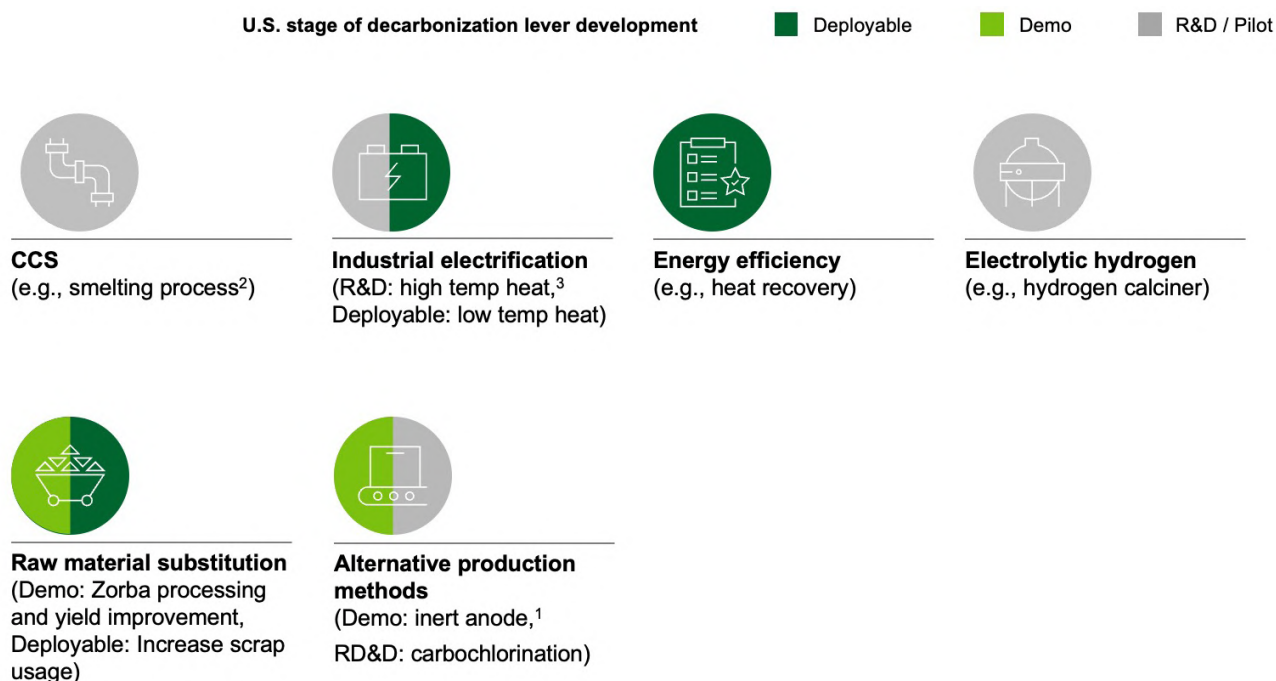 U.S. stage of decarbonization lever development
Deployable
Demo
R&D / Pilot
CCS
(e.g., smelting process²)
Industrial electrification
(R&D: high temp heat,³
Deployable: low temp heat)
Energy efficiency
(e.g., heat recovery)
Electrolytic hydrogen
(e.g., hydrogen calciner)
Raw material substitution
(Demo: Zorba processing
and yield improvement,
Deployable: Increase scrap
usage)
Alternative production
methods
(Demo: inert anode,¹
RD&D: carbochlorination)